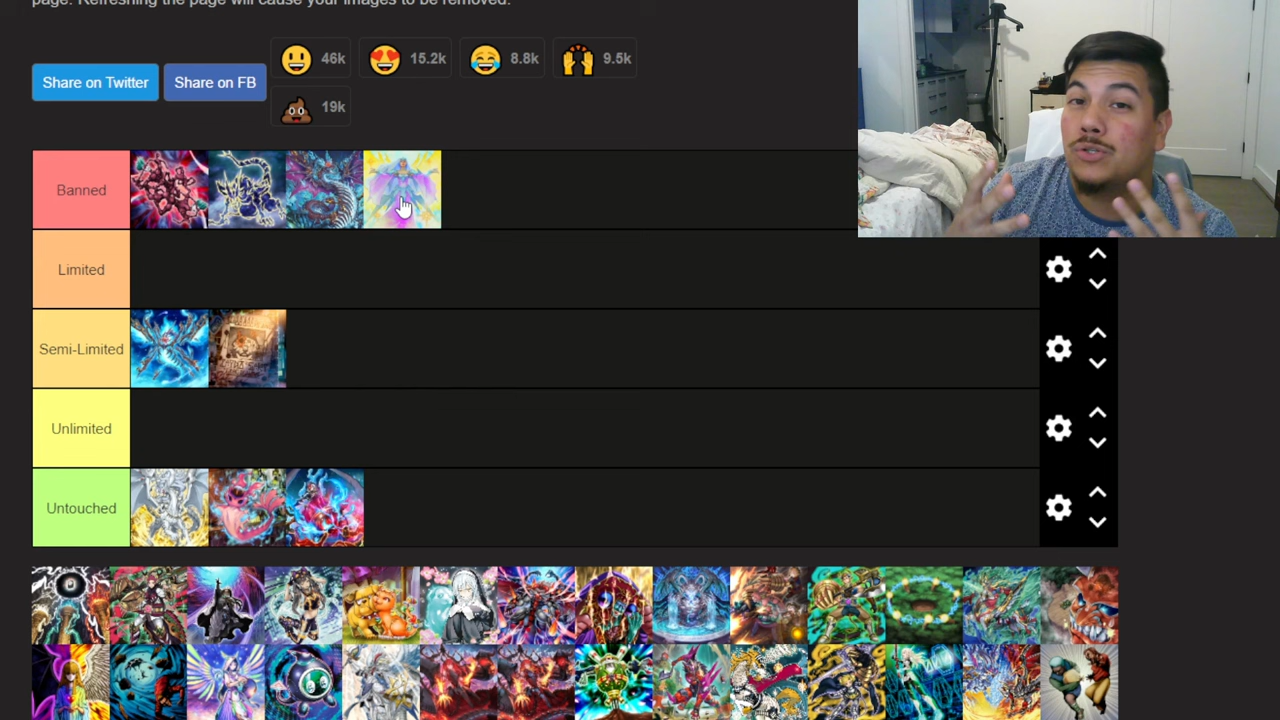 page. Refreshing the page will cause your images to be removed.
Share on Twitter
Share on FB
46k
15.2k
8.8k
9.5k
19k
Banned
Limited
Semi-Limited
Unlimited
Untouched